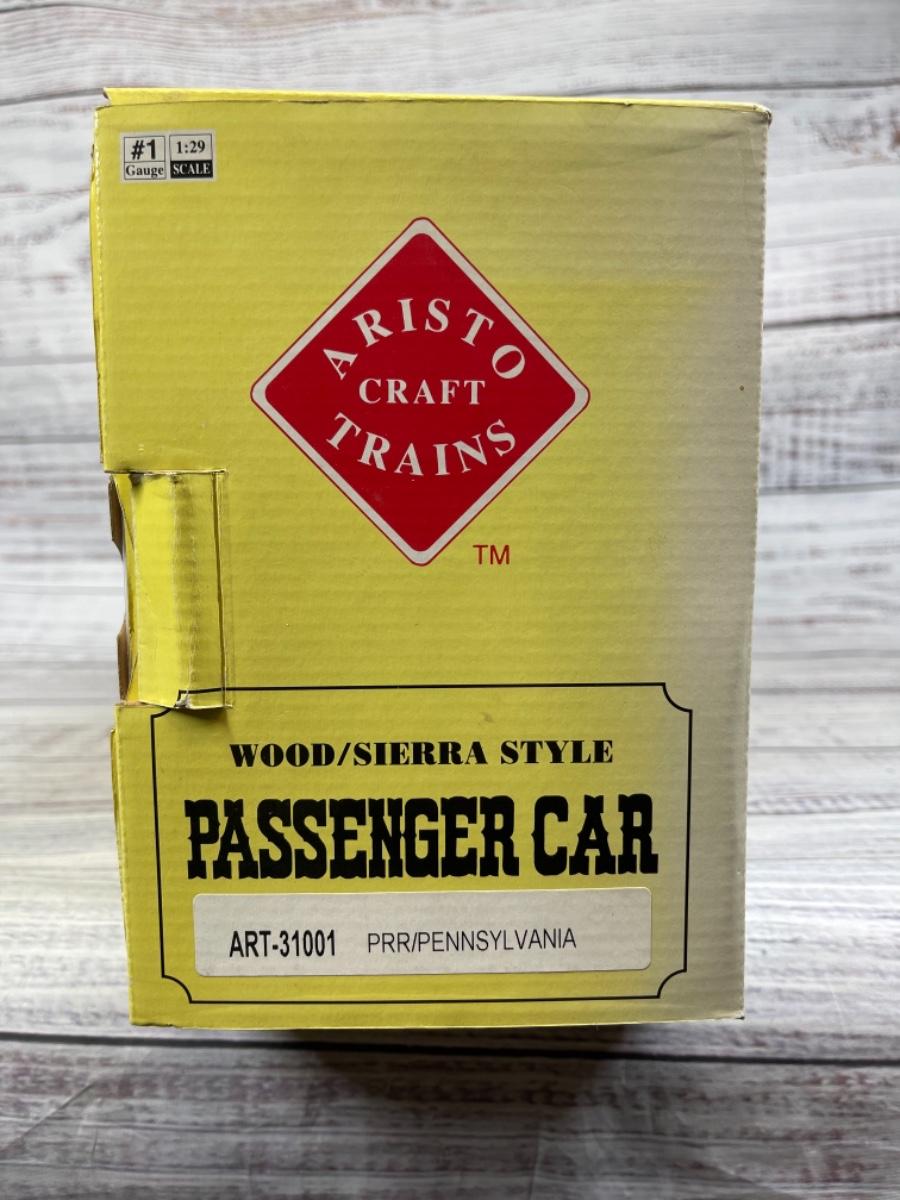 #1 1:29
Gauge SCALE
ARISTO
CRAFT
TRAINS
TM
WOOD/SIERRA STYLE
PASSENGER CAR
ART-31001 PRR/PENNSYLVANIA